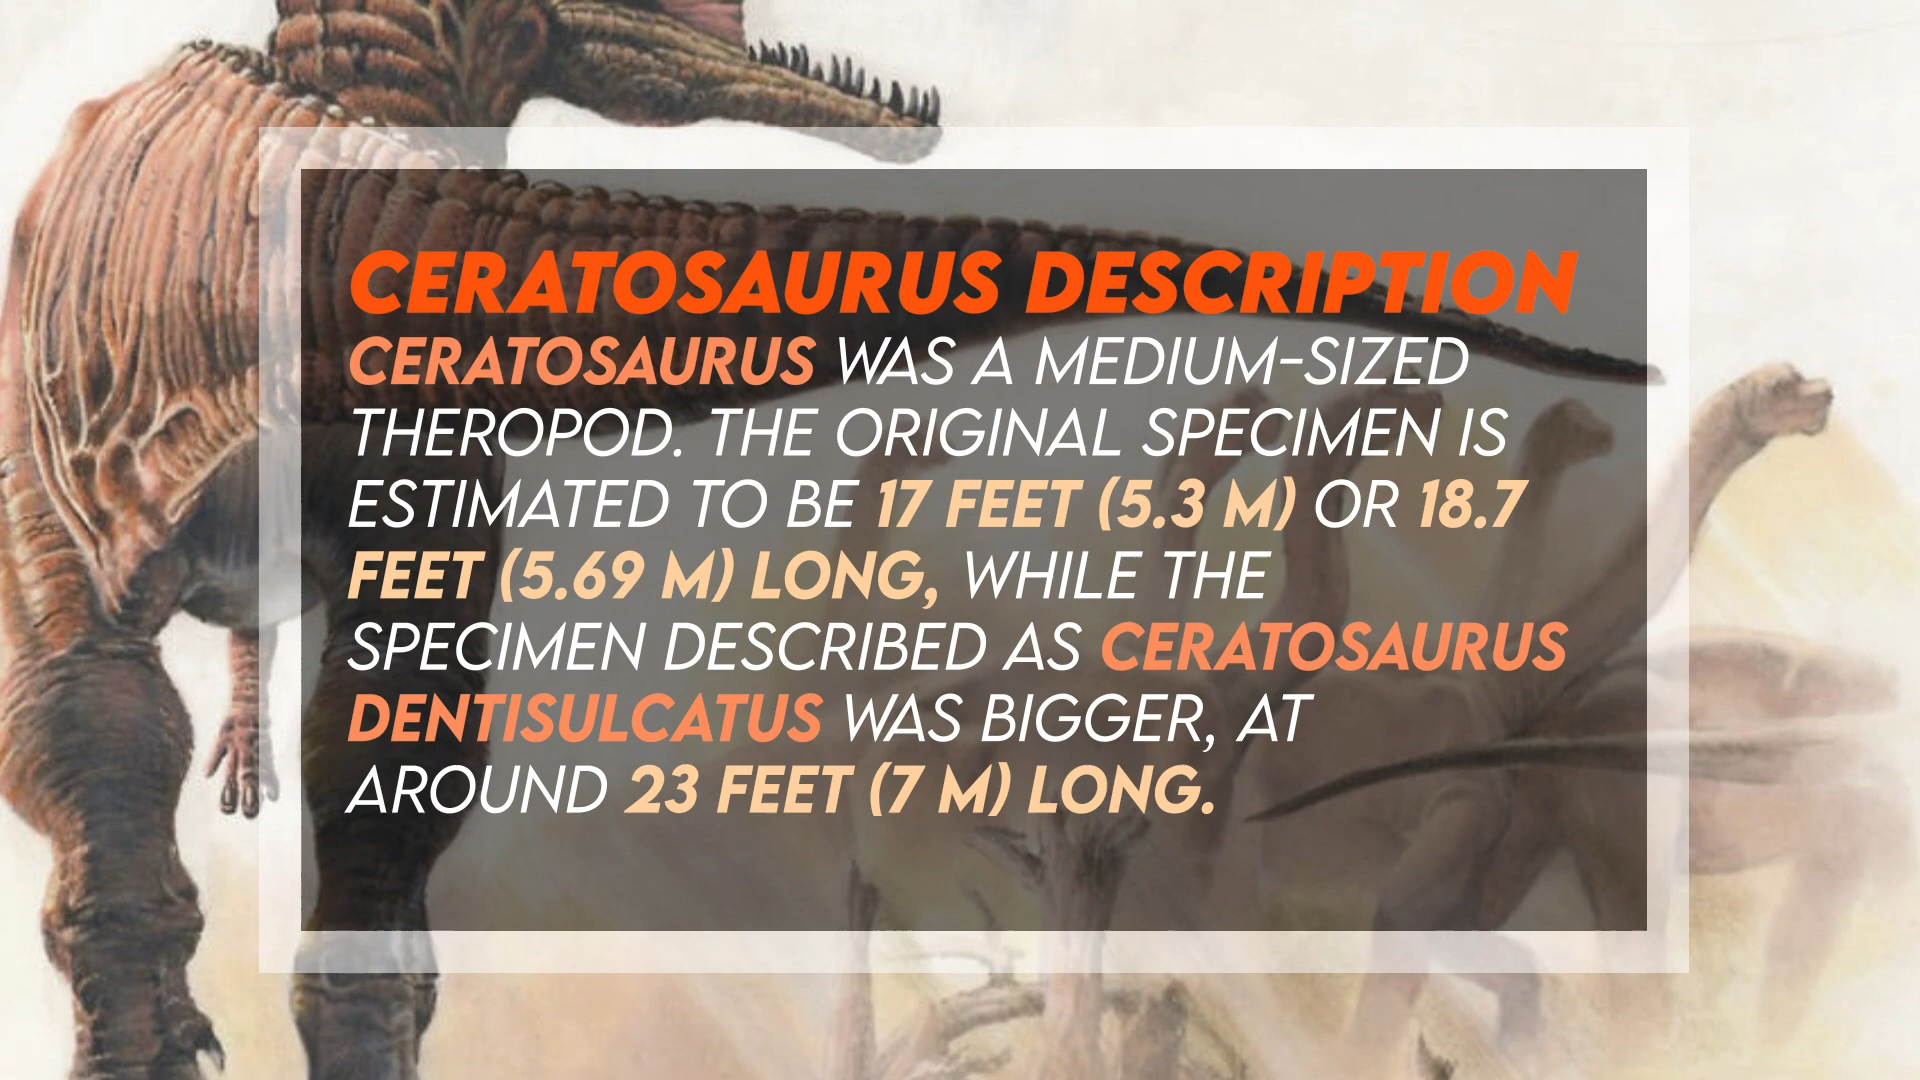 CERATOSAURUS DESCRIPTION
CERATOSAURUS WAS A MEDIUM-SIZED
THEROPOD. THE ORIGINAL SPECIMEN IS
ESTIMATED TO BE 17 FEET (5.3 M) OR 18.7
FEET (5.69 M) LONG, WHILE THE
SPECIMEN DESCRIBED AS CERATOSAURUS
DENTISULCATUS WAS BIGGER, AT
AROUND 23 FEET (7 M) LONG.